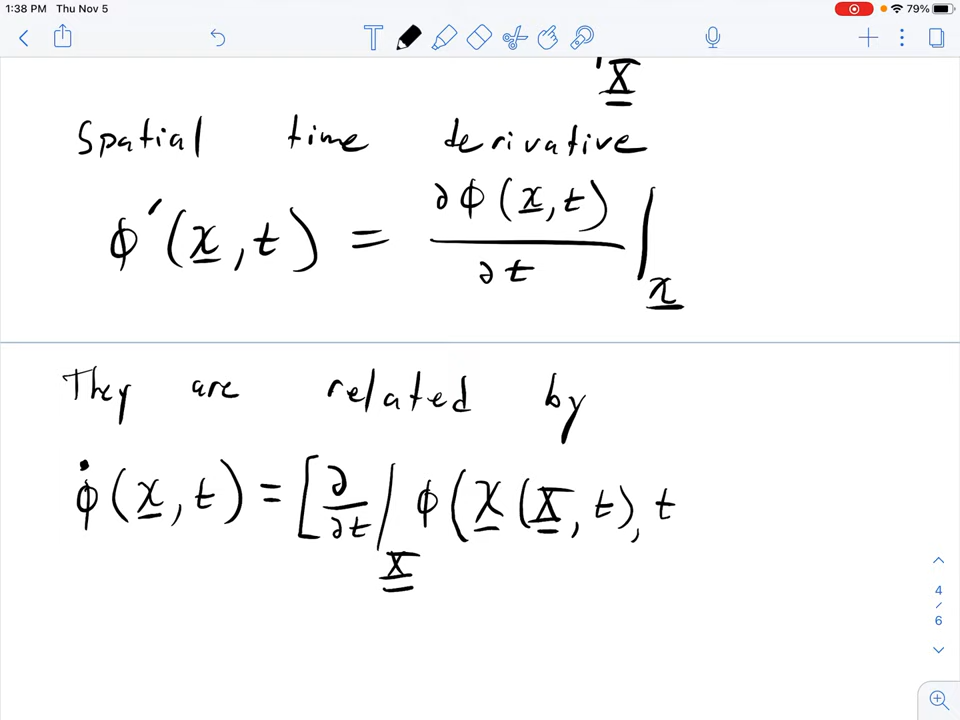 1:38 PM Thu Nov 5 79%
X
Spatial time derivative
ϕ′(x, t) = ∂ϕ(x, t)/∂t |x
They are related by
ϕ̇(x, t) = [∂/∂t |X ϕ(χ(X, t), t
4
/
6